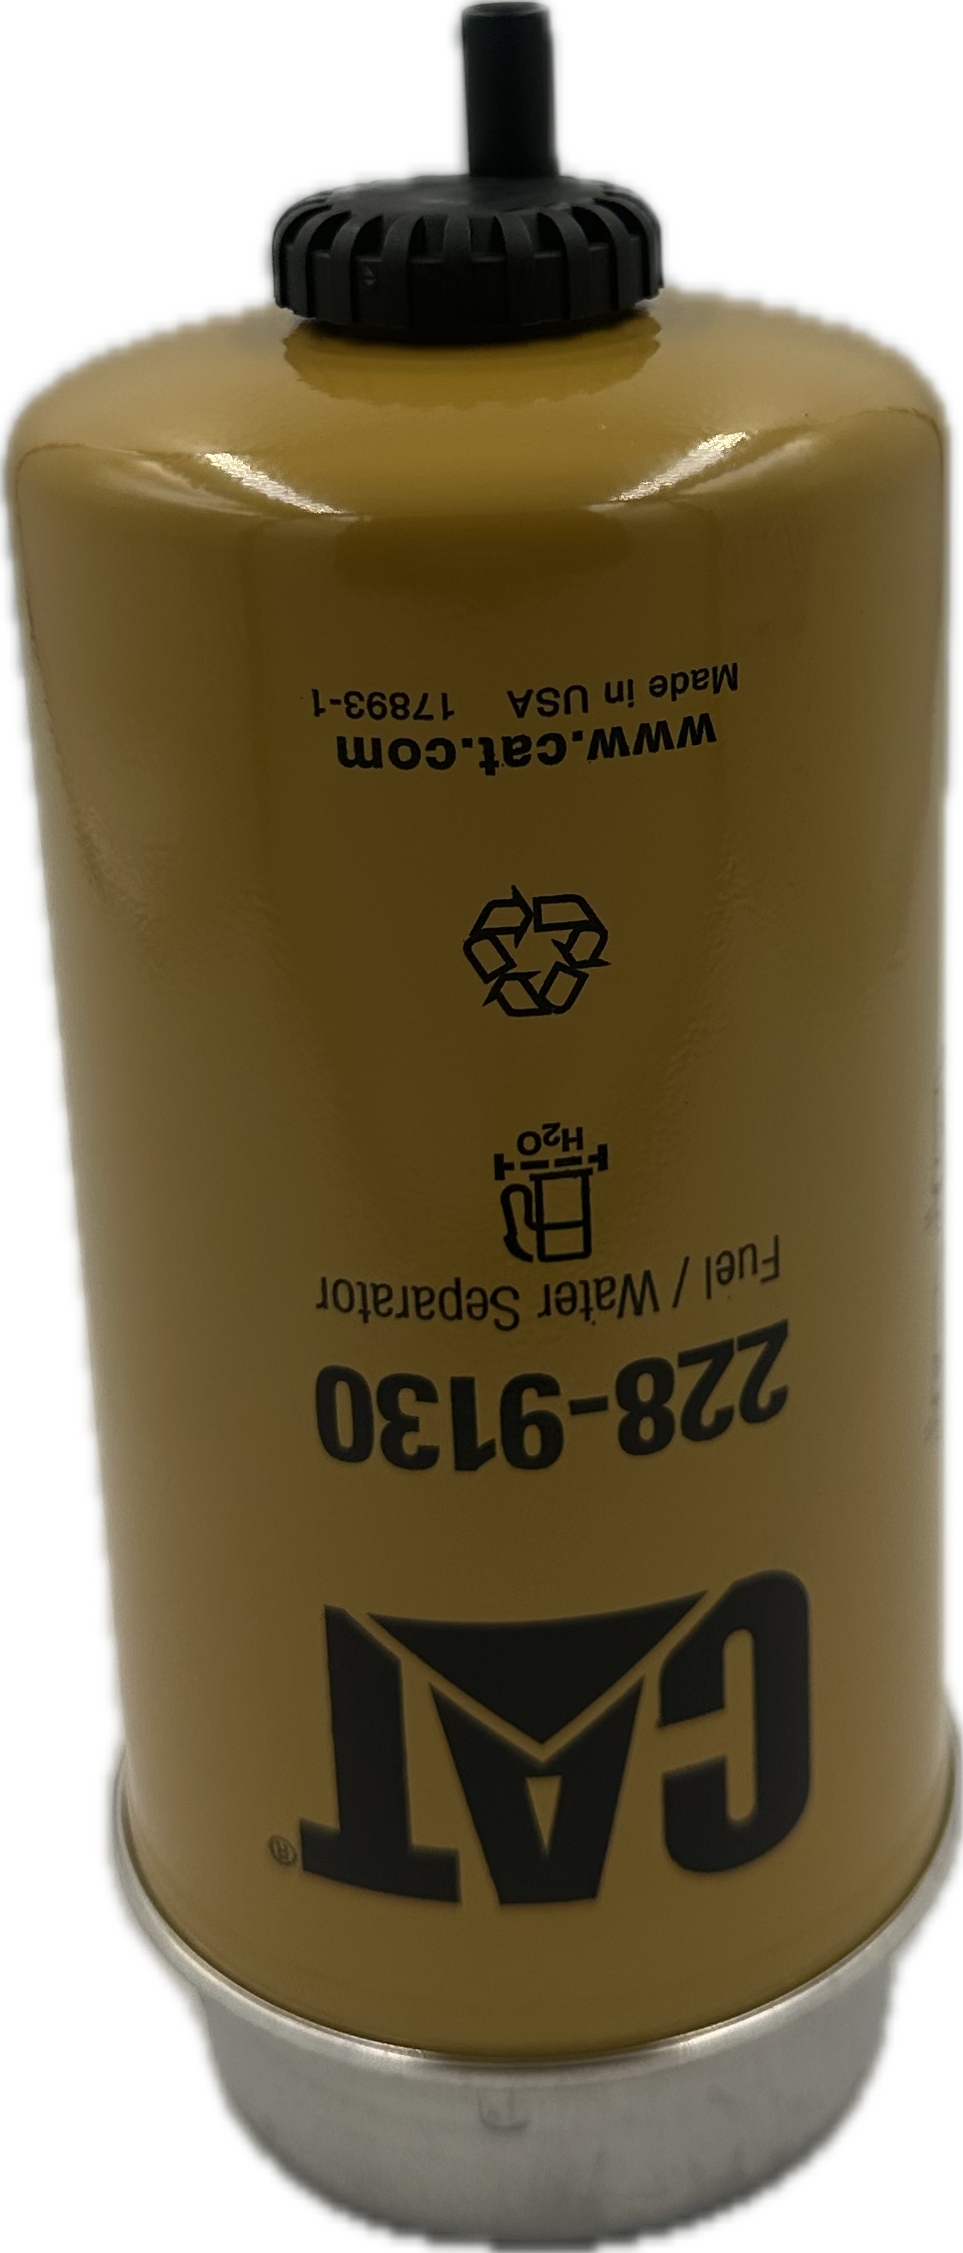 CAT®
228-9130
Fuel / Water Separator
H2O
www.cat.com
Made in USA 17893-1